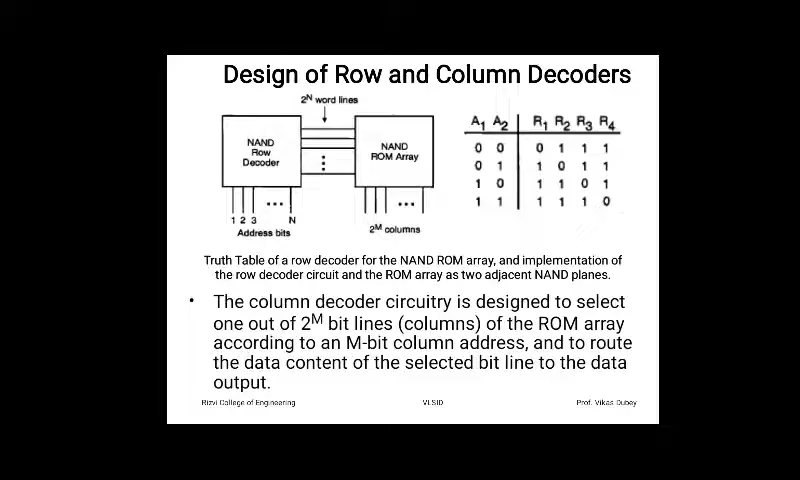 Design of Row and Column Decoders
2ᴺ word lines
NAND
Row
Decoder
NAND
ROM Array
1 2 3 ••• N
Address bits
•••
2ᴹ columns
A₁ A₂ R₁ R₂ R₃ R₄
0 0 0 1 1 1
0 1 1 0 1 1
1 0 1 1 0 1
1 1 1 1 1 0
Truth Table of a row decoder for the NAND ROM array, and implementation of
the row decoder circuit and the ROM array as two adjacent NAND planes.
• The column decoder circuitry is designed to select
one out of 2ᴹ bit lines (columns) of the ROM array
according to an M-bit column address, and to route
the data content of the selected bit line to the data
output.
Rizvi College of Engineering VLSID Prof. Vikas Dubey